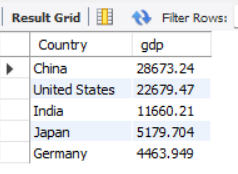 Result Grid Filter Rows:
Country gdp
China 28673.24
United States 22679.47
India 11660.21
Japan 5179.704
Germany 4463.949